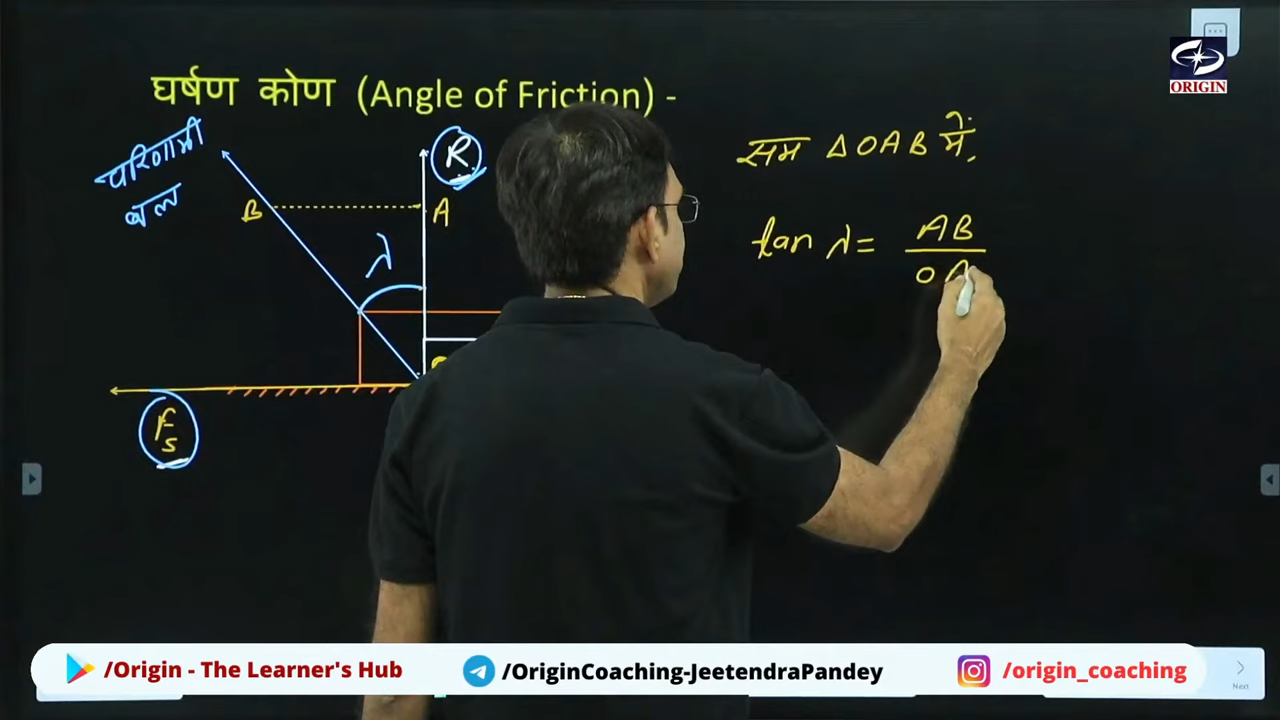 घर्षण कोण (Angle of Friction) -
ORIGIN
परिणामी
बल
R
B
A
λ
Fs
सम ΔOAB में,
tan λ = AB
OA
/Origin - The Learner's Hub
/OriginCoaching-JeetendraPandey
/origin_coaching
Next